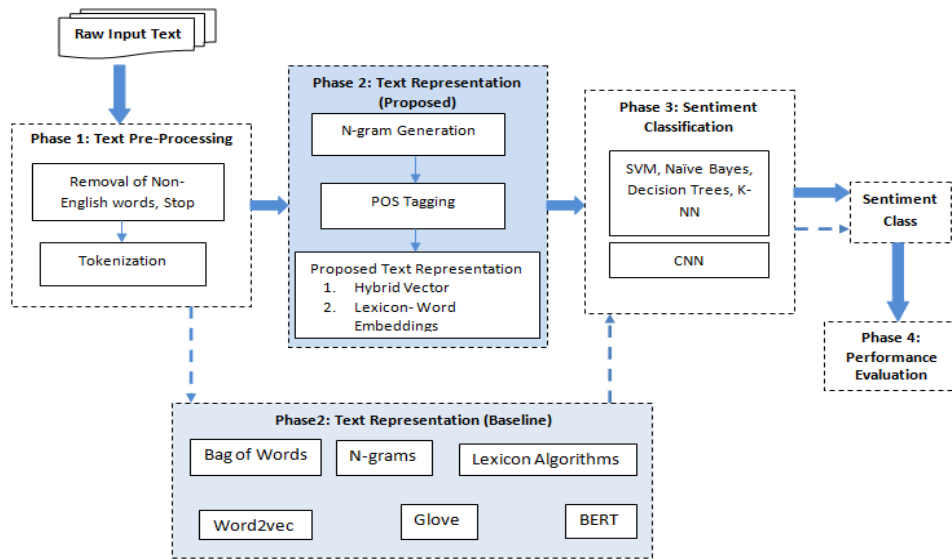 Raw Input Text
Phase 1: Text Pre-Processing
Removal of Non-
English words, Stop
Tokenization
Phase 2: Text Representation
(Proposed)
N-gram Generation
POS Tagging
Proposed Text Representation
1. Hybrid Vector
2. Lexicon- Word
Embeddings
Phase 3: Sentiment
Classification
SVM, Naïve Bayes,
Decision Trees, K-
NN
CNN
Sentiment
Class
Phase 4:
Performance
Evaluation
Phase2: Text Representation (Baseline)
Bag of Words
N-grams
Lexicon Algorithms
Word2vec
Glove
BERT